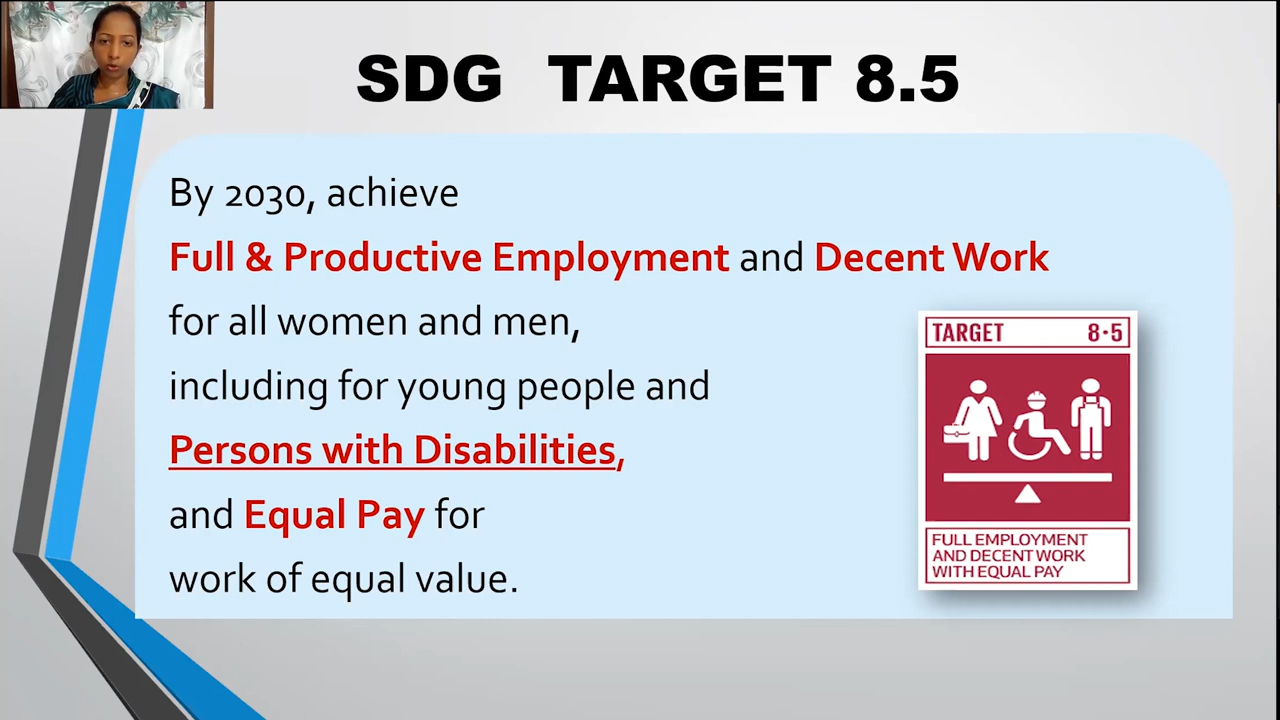 SDG TARGET 8.5
By 2030, achieve
Full & Productive Employment and Decent Work
for all women and men,
including for young people and
Persons with Disabilities,
and Equal Pay for
work of equal value.
TARGET 8·5
FULL EMPLOYMENT
AND DECENT WORK
WITH EQUAL PAY